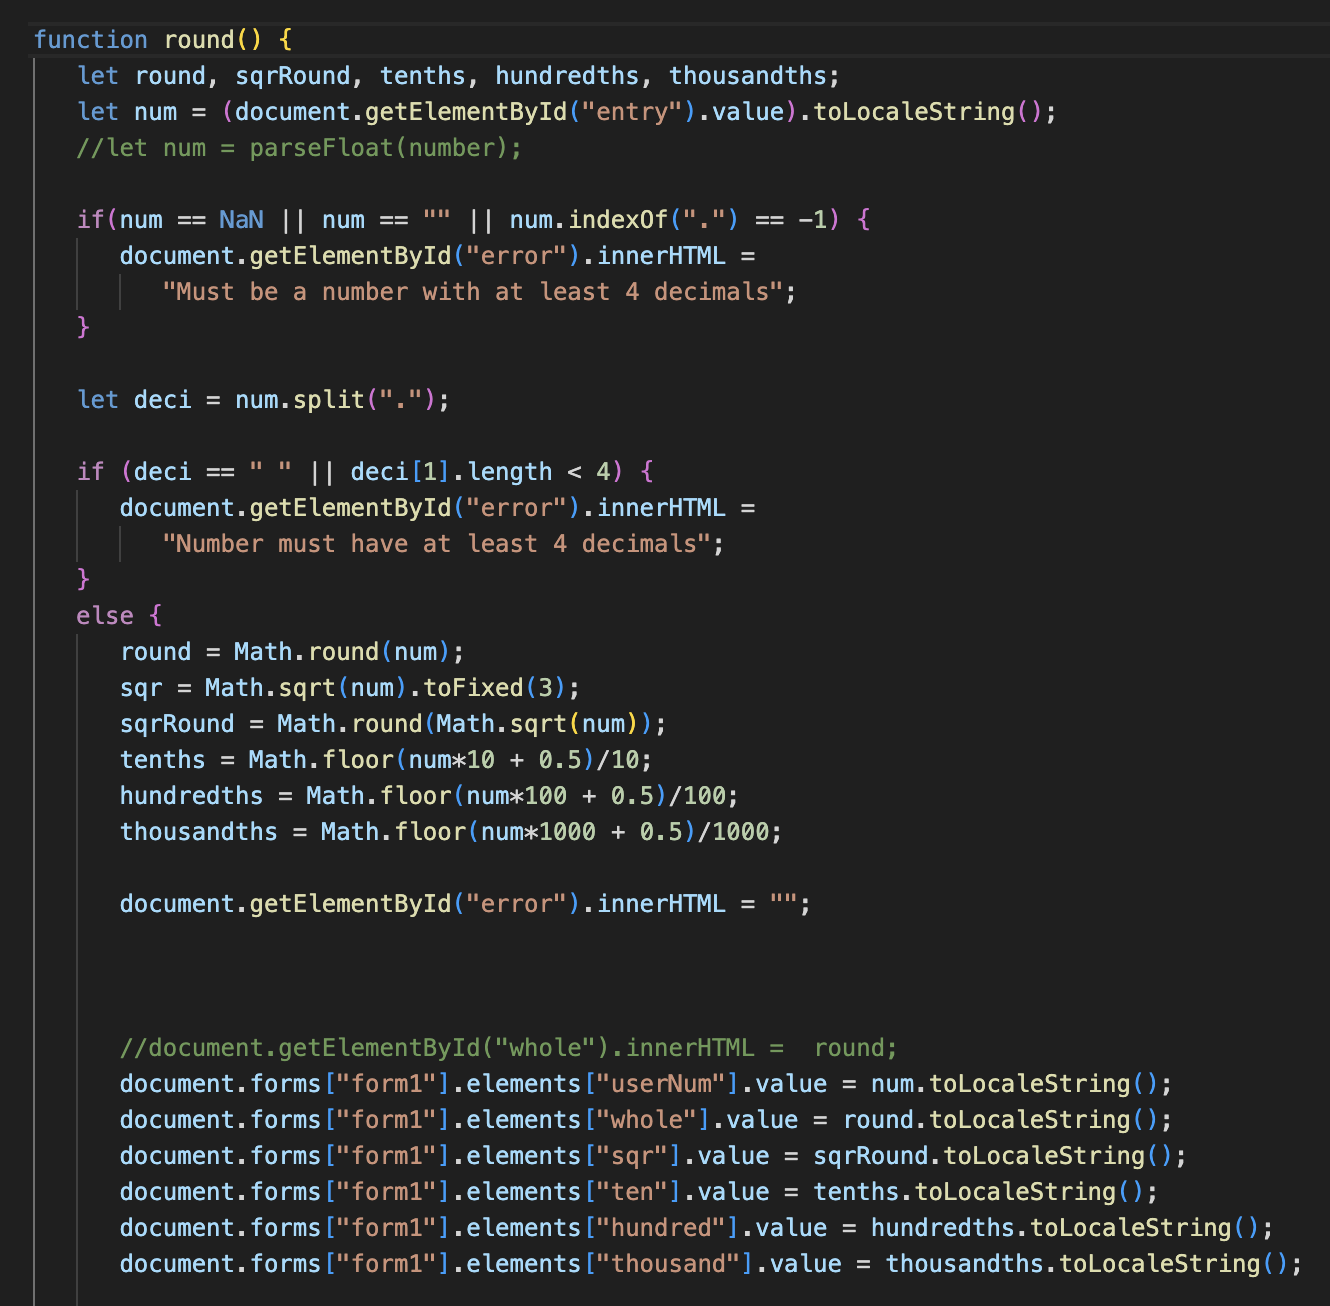 function round() {
let round, sqrRound, tenths, hundredths, thousandths;
let num = (document.getElementById("entry").value).toLocaleString();
//let num = parseFloat(number);
if(num == NaN || num == "" || num.indexOf(".") == -1) {
document.getElementById("error").innerHTML =
"Must be a number with at least 4 decimals";
}
let deci = num.split(".");
if (deci == " " || deci[1].length < 4) {
document.getElementById("error").innerHTML =
"Number must have at least 4 decimals";
}
else {
round = Math.round(num);
sqr = Math.sqrt(num).toFixed(3);
sqrRound = Math.round(Math.sqrt(num));
tenths = Math.floor(num*10 + 0.5)/10;
hundredths = Math.floor(num*100 + 0.5)/100;
thousandths = Math.floor(num*1000 + 0.5)/1000;
document.getElementById("error").innerHTML = "";
//document.getElementById("whole").innerHTML =  round;
document.forms["form1"].elements["userNum"].value = num.toLocaleString();
document.forms["form1"].elements["whole"].value = round.toLocaleString();
document.forms["form1"].elements["sqr"].value = sqrRound.toLocaleString();
document.forms["form1"].elements["ten"].value = tenths.toLocaleString();
document.forms["form1"].elements["hundred"].value = hundredths.toLocaleString();
document.forms["form1"].elements["thousand"].value = thousandths.toLocaleString();